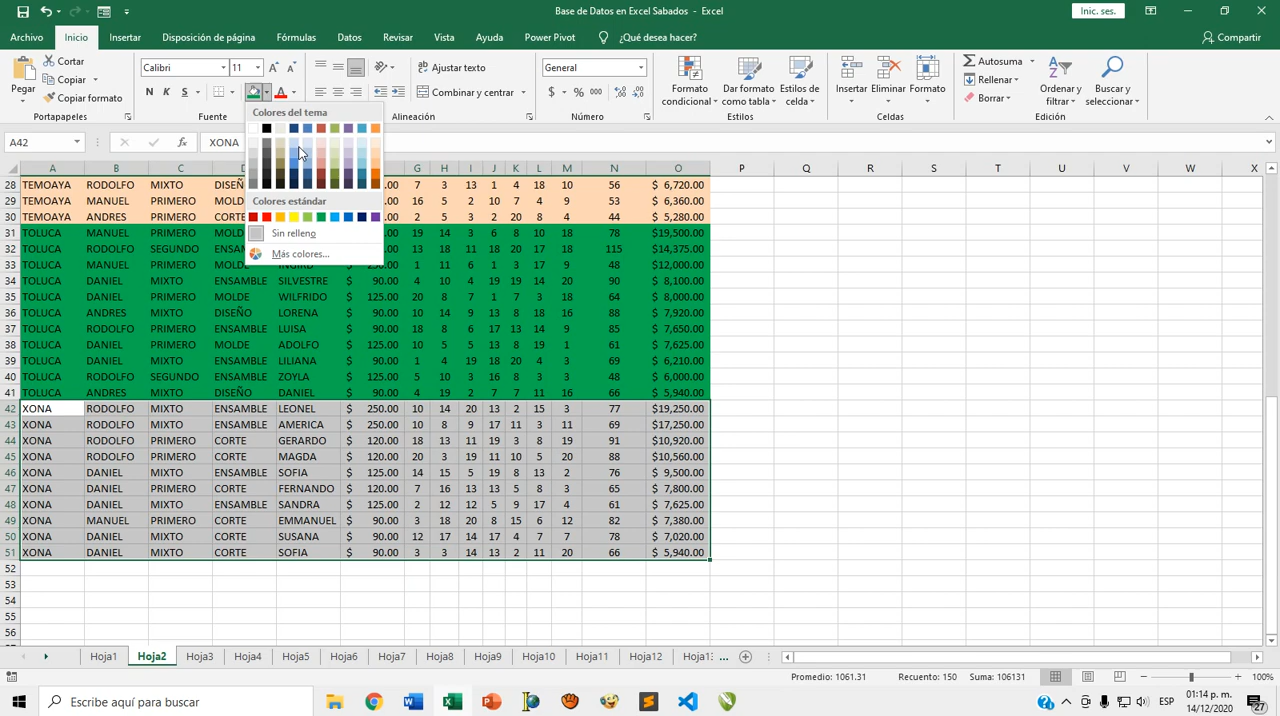 Base de Datos en Excel Sabados - Excel
Inic. ses.
Archivo Inicio Insertar Disposición de página Fórmulas Datos Revisar Vista Ayuda Power Pivot ¿Qué desea hacer? Compartir
Cortar
Copiar
Copiar formato
Pegar
Portapapeles
Calibri 11
N K S
Fuente
Ajustar texto
Combinar y centrar
Alineación
General
$ % 000
Número
Formato condicional
Dar formato como tabla
Estilos de celda
Estilos
Insertar Eliminar Formato
Celdas
Autosuma
Rellenar
Borrar
Ordenar y filtrar
Buscar y seleccionar
Edición
A42 fx XONA
Colores del tema
Colores estándar
Sin relleno
Más colores...
A B C D G H I J K L M N O P Q R S T U V W X
28 TEMOAYA RODOLFO MIXTO DISEÑ .00 7 3 13 1 4 18 10 56 $ 6,720.00
29 TEMOAYA MANUEL PRIMERO MOLD .00 16 5 2 10 7 4 9 53 $ 6,360.00
30 TEMOAYA ANDRES PRIMERO CORTE .00 5 3 2 2 20 8 4 44 $ 5,280.00
31 TOLUCA MANUEL PRIMERO MOLD .00 19 14 3 6 8 10 18 78 $19,500.00
32 TOLUCA RODOLFO SEGUNDO ENSAM .00 13 18 11 18 20 17 18 115 $14,375.00
33 TOLUCA MANUEL PRIMERO MOLDE INGIRD 250.00 1 11 6 1 3 17 9 48 $12,000.00
34 TOLUCA DANIEL MIXTO ENSAMBLE SILVESTRE $ 90.00 4 10 4 19 19 14 20 90 $ 8,100.00
35 TOLUCA DANIEL PRIMERO MOLDE WILFRIDO $ 125.00 20 8 7 1 7 3 18 64 $ 8,000.00
36 TOLUCA ANDRES MIXTO DISEÑO LORENA $ 90.00 10 14 9 13 8 18 16 88 $ 7,920.00
37 TOLUCA RODOLFO PRIMERO ENSAMBLE LUISA $ 90.00 18 8 6 17 13 14 9 85 $ 7,650.00
38 TOLUCA DANIEL PRIMERO MOLDE ADOLFO $ 125.00 10 5 5 13 8 19 1 61 $ 7,625.00
39 TOLUCA DANIEL MIXTO ENSAMBLE LILIANA $ 90.00 1 4 19 18 20 4 3 69 $ 6,210.00
40 TOLUCA RODOLFO SEGUNDO ENSAMBLE ZOYLA $ 125.00 5 10 3 16 8 3 3 48 $ 6,000.00
41 TOLUCA ANDRES MIXTO DISEÑO DANIEL $ 90.00 4 19 2 7 7 11 16 66 $ 5,940.00
42 XONA RODOLFO MIXTO ENSAMBLE LEONEL $ 250.00 10 14 20 13 2 15 3 77 $19,250.00
43 XONA RODOLFO MIXTO ENSAMBLE AMERICA $ 250.00 10 8 9 17 11 3 11 69 $17,250.00
44 XONA RODOLFO PRIMERO CORTE GERARDO $ 120.00 18 13 11 19 3 8 19 91 $10,920.00
45 XONA RODOLFO PRIMERO CORTE MAGDA $ 120.00 20 3 19 11 10 5 20 88 $10,560.00
46 XONA DANIEL MIXTO ENSAMBLE SOFIA $ 125.00 14 15 5 19 8 13 2 76 $ 9,500.00
47 XONA DANIEL PRIMERO CORTE FERNANDO $ 120.00 7 16 13 13 5 8 3 65 $ 7,800.00
48 XONA DANIEL MIXTO ENSAMBLE SANDRA $ 125.00 2 12 12 5 9 17 4 61 $ 7,625.00
49 XONA MANUEL PRIMERO CORTE EMMANUEL $ 90.00 3 18 20 8 15 6 12 82 $ 7,380.00
50 XONA DANIEL MIXTO CORTE SUSANA $ 90.00 12 17 14 17 4 7 7 78 $ 7,020.00
51 XONA DANIEL MIXTO CORTE SOFIA $ 90.00 3 3 14 13 2 11 20 66 $ 5,940.00
52
53
54
55
56
Hoja1 Hoja2 Hoja3 Hoja4 Hoja5 Hoja6 Hoja7 Hoja8 Hoja9 Hoja10 Hoja11 Hoja12 Hoja1 ...
Promedio: 1061.31 Recuento: 150 Suma: 106131 100%
Escribe aquí para buscar
ESP
01:14 p. m.
14/12/2020
27